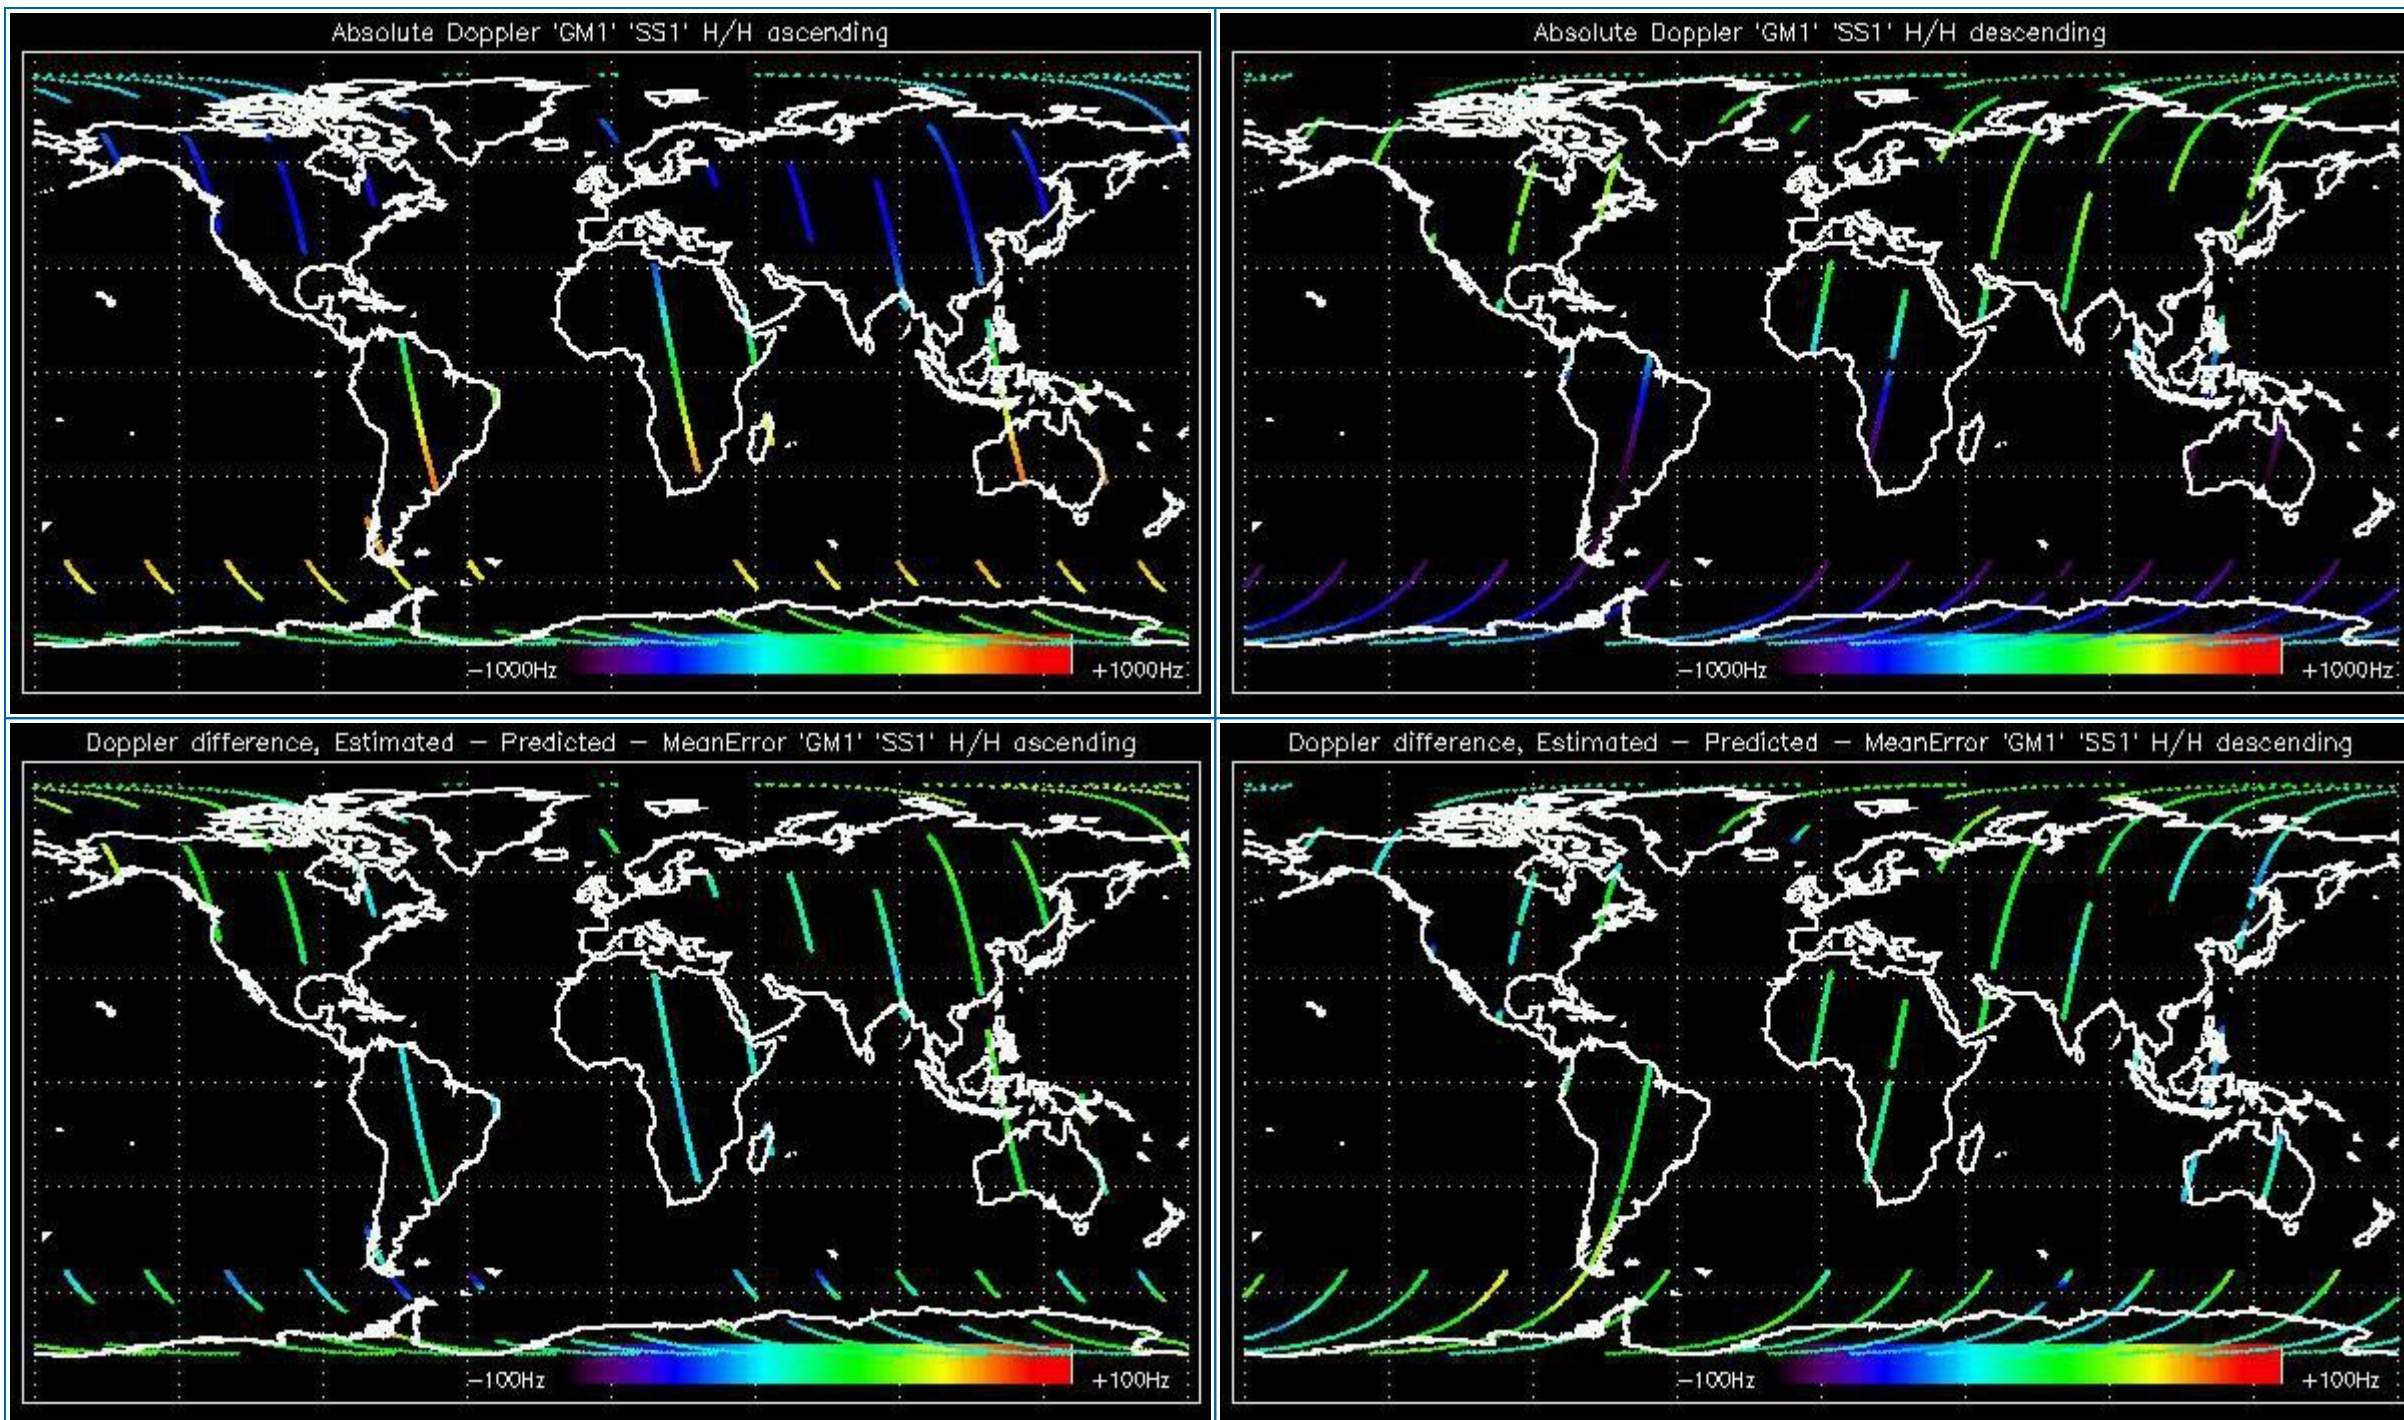 Absolute Doppler 'GM1' 'SS1' H/H ascending
-1000Hz +1000Hz
Absolute Doppler 'GM1' 'SS1' H/H descending
-1000Hz +1000Hz
Doppler difference, Estimated - Predicted - MeanError 'GM1' 'SS1' H/H ascending
-100Hz +100Hz
Doppler difference, Estimated - Predicted - MeanError 'GM1' 'SS1' H/H descending
-100Hz +100Hz